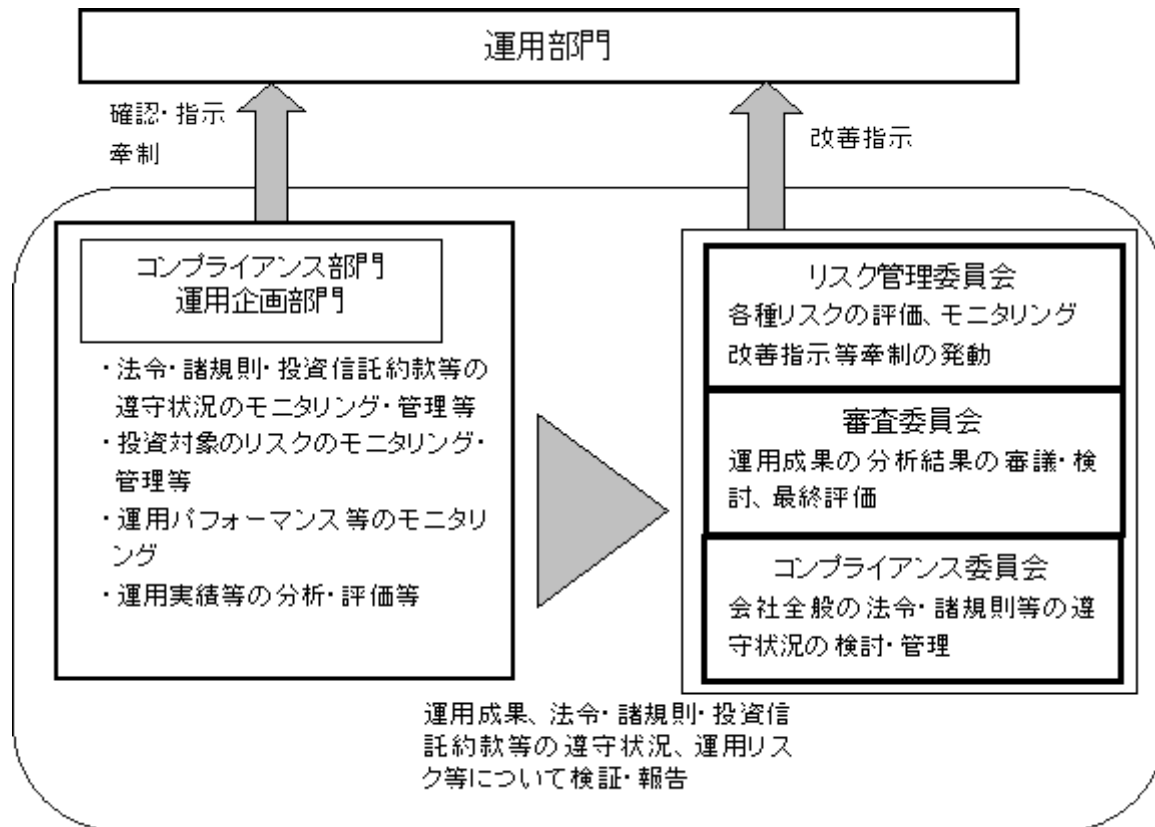 運用部門
確認・指示
牽制
改善指示
コンプライアンス部門
運用企画部門
・法令・諸規則・投資信託約款等の
遵守状況のモニタリング・管理等
・投資対象のリスクのモニタリング・
管理等
・運用パフォーマンス等のモニタリ
ング
・運用実績等の分析・評価等
リスク管理委員会
各種リスクの評価、モニタリング
改善指示等牽制の発動
審査委員会
運用成果の分析結果の審議・検
討、最終評価
コンプライアンス委員会
会社全般の法令・諸規則等の遵
守状況の検討・管理
運用成果、法令・諸規則・投資信
託約款等の遵守状況、運用リス
ク等について検証・報告